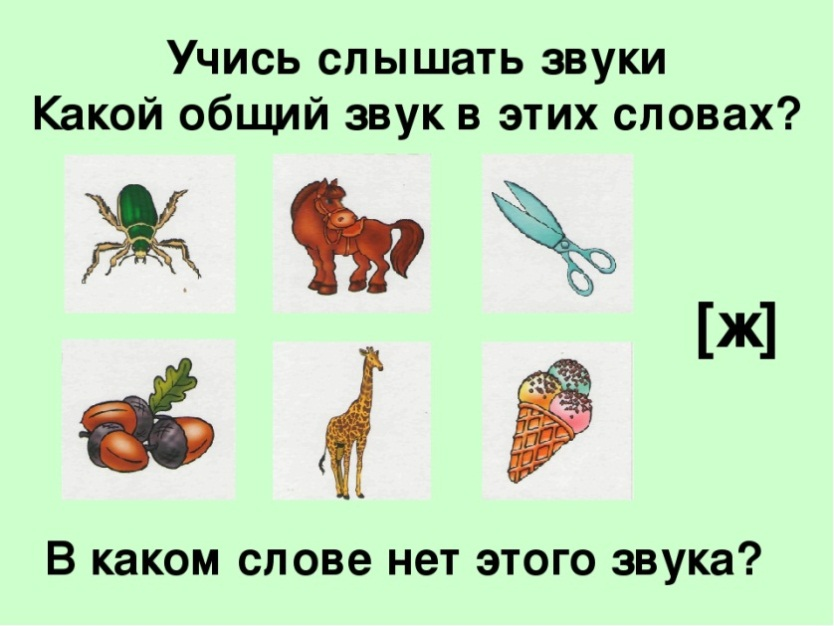 Учись слышать звуки
Какой общий звук в этих словах?
[ж]
В каком слове нет этого звука?